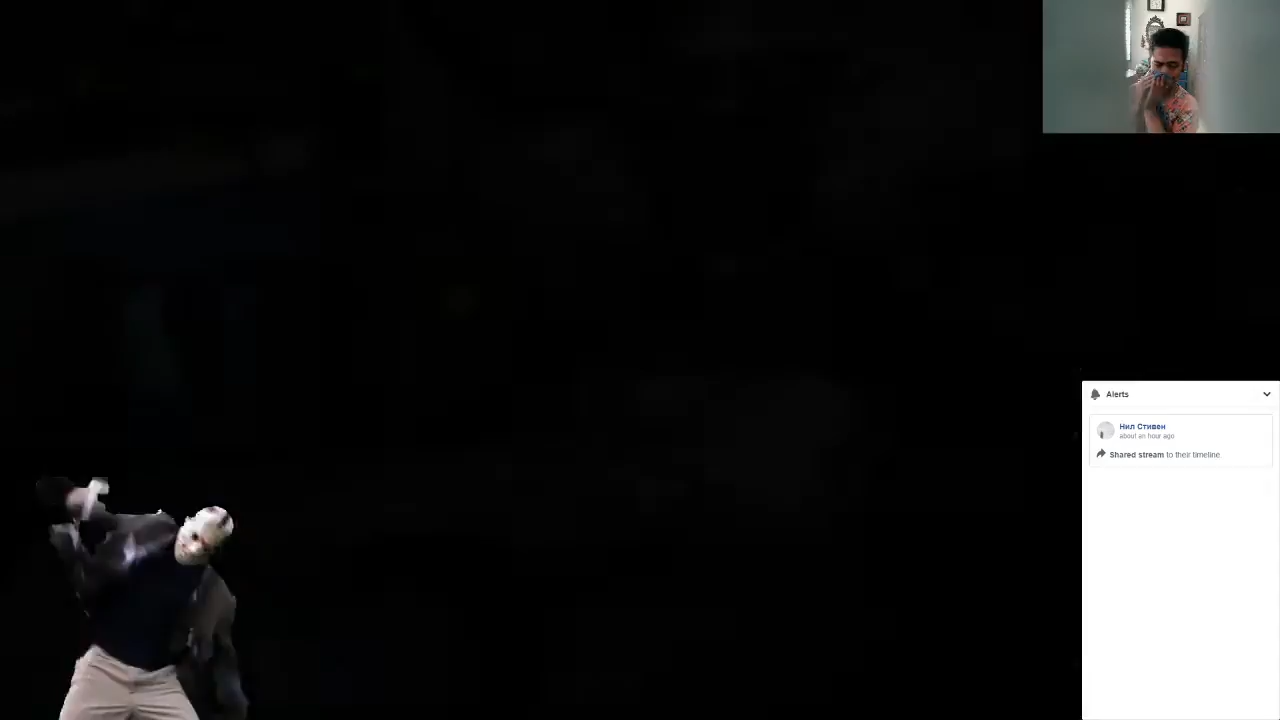 Alerts
Нил Стивен
about an hour ago
Shared stream to their timeline.